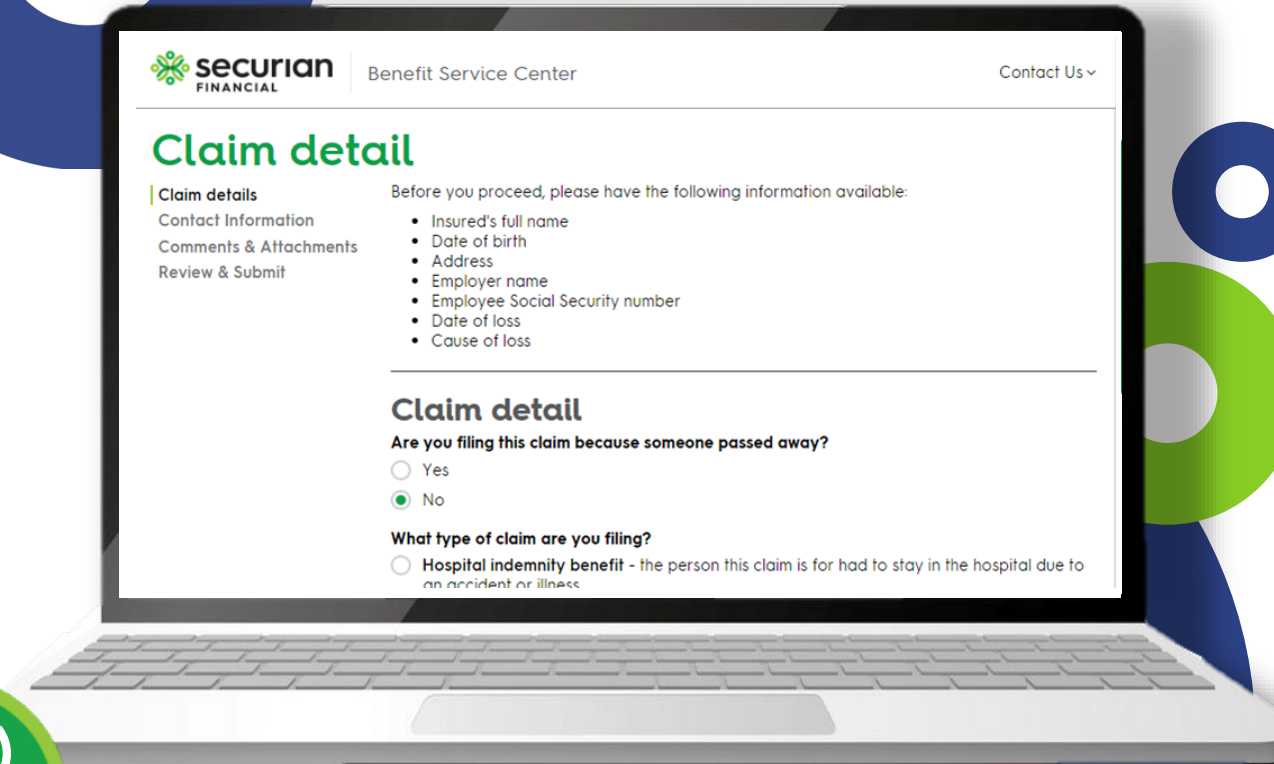 securian
FINANCIAL
Benefit Service Center
Contact Us
Claim detail
Claim details
Contact Information
Comments & Attachments
Review & Submit
Before you proceed, please have the following information available:
• Insured's full name
• Date of birth
• Address
• Employer name
• Employee Social Security number
• Date of loss
• Cause of loss
Claim detail
Are you filing this claim because someone passed away?
Yes
No
What type of claim are you filing?
Hospital indemnity benefit - the person this claim is for had to stay in the hospital due to
an accident or illness